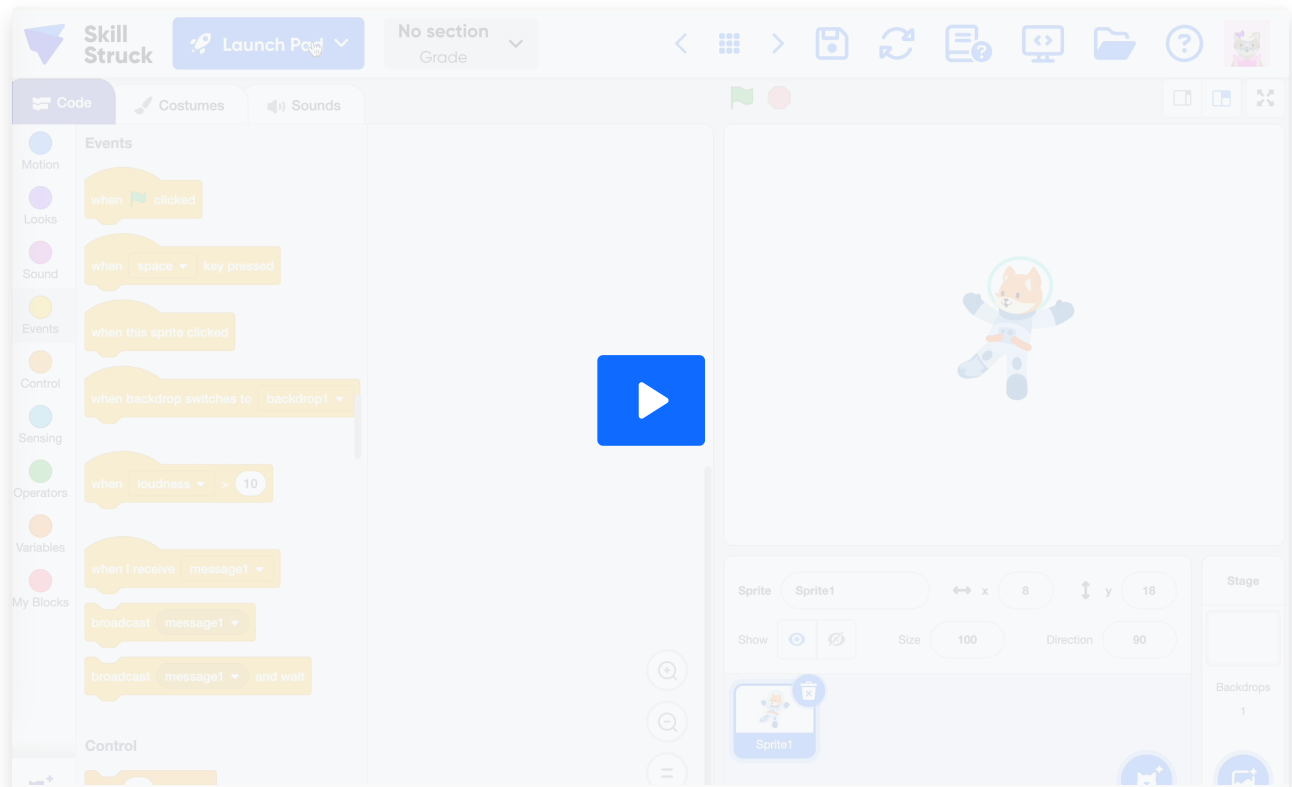 Skill
Struck
Launch Pad
No section
Grade
Code
Costumes
Sounds
Motion
Looks
Sound
Events
Control
Sensing
Operators
Variables
My Blocks
Events
when clicked
when space key pressed
when this sprite clicked
when backdrop switches to backdrop1
when loudness > 10
when I receive message1
broadcast message1
broadcast message1 and wait
Control
Sprite Sprite1 x 8 y 18
Show Size 100 Direction 90
Sprite1
Stage
Backdrops
1